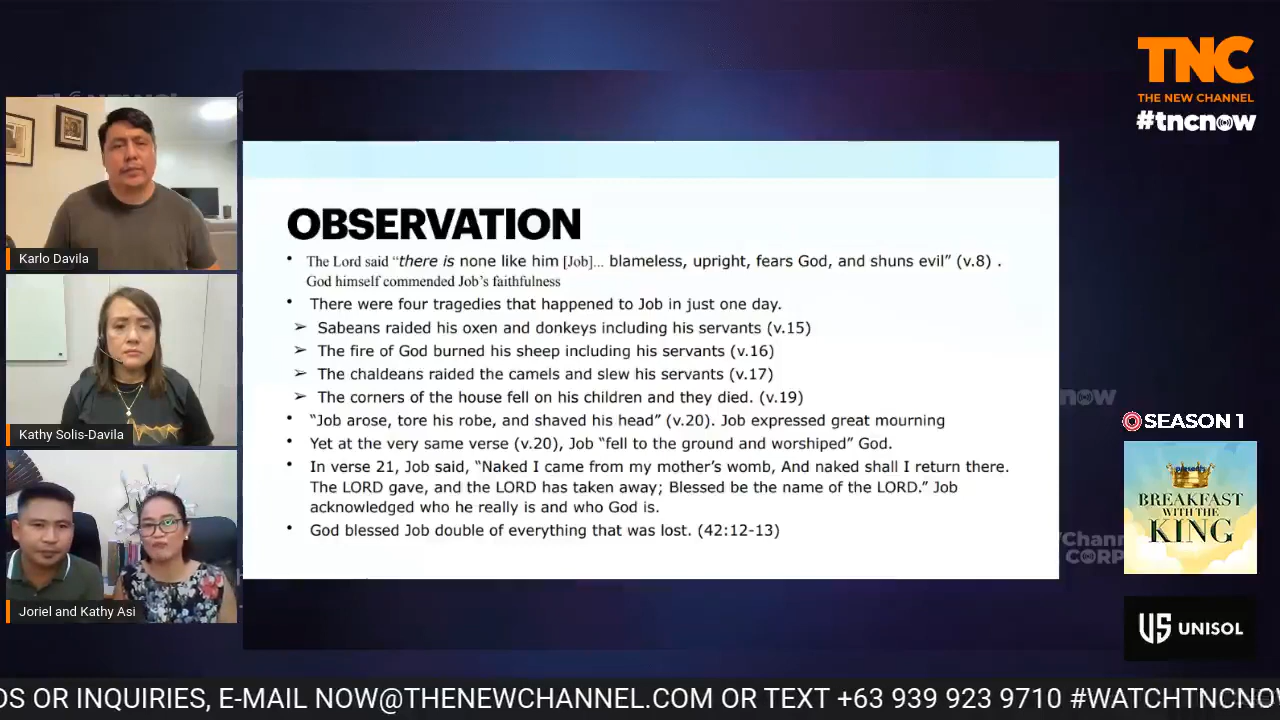 TNC
THE NEW CHANNEL
#tncnow
Karlo Davila
Kathy Solis-Davila
Joriel and Kathy Asi
OBSERVATION
• The Lord said “there is none like him [Job]... blameless, upright, fears God, and shuns evil” (v.8) .
God himself commended Job’s faithfulness
• There were four tragedies that happened to Job in just one day.
➢ Sabeans raided his oxen and donkeys including his servants (v.15)
➢ The fire of God burned his sheep including his servants (v.16)
➢ The chaldeans raided the camels and slew his servants (v.17)
➢ The corners of the house fell on his children and they died. (v.19)
• “Job arose, tore his robe, and shaved his head” (v.20). Job expressed great mourning
• Yet at the very same verse (v.20), Job “fell to the ground and worshiped” God.
• In verse 21, Job said, “Naked I came from my mother’s womb, And naked shall I return there.
The LORD gave, and the LORD has taken away; Blessed be the name of the LORD.” Job
acknowledged who he really is and who God is.
• God blessed Job double of everything that was lost. (42:12-13)
SEASON 1
presents
BREAKFAST
WITH THE
KING
US UNISOL
DS OR INQUIRIES, E-MAIL NOW@THENEWCHANNEL.COM OR TEXT +63 939 923 9710 #WATCHTNCNOW